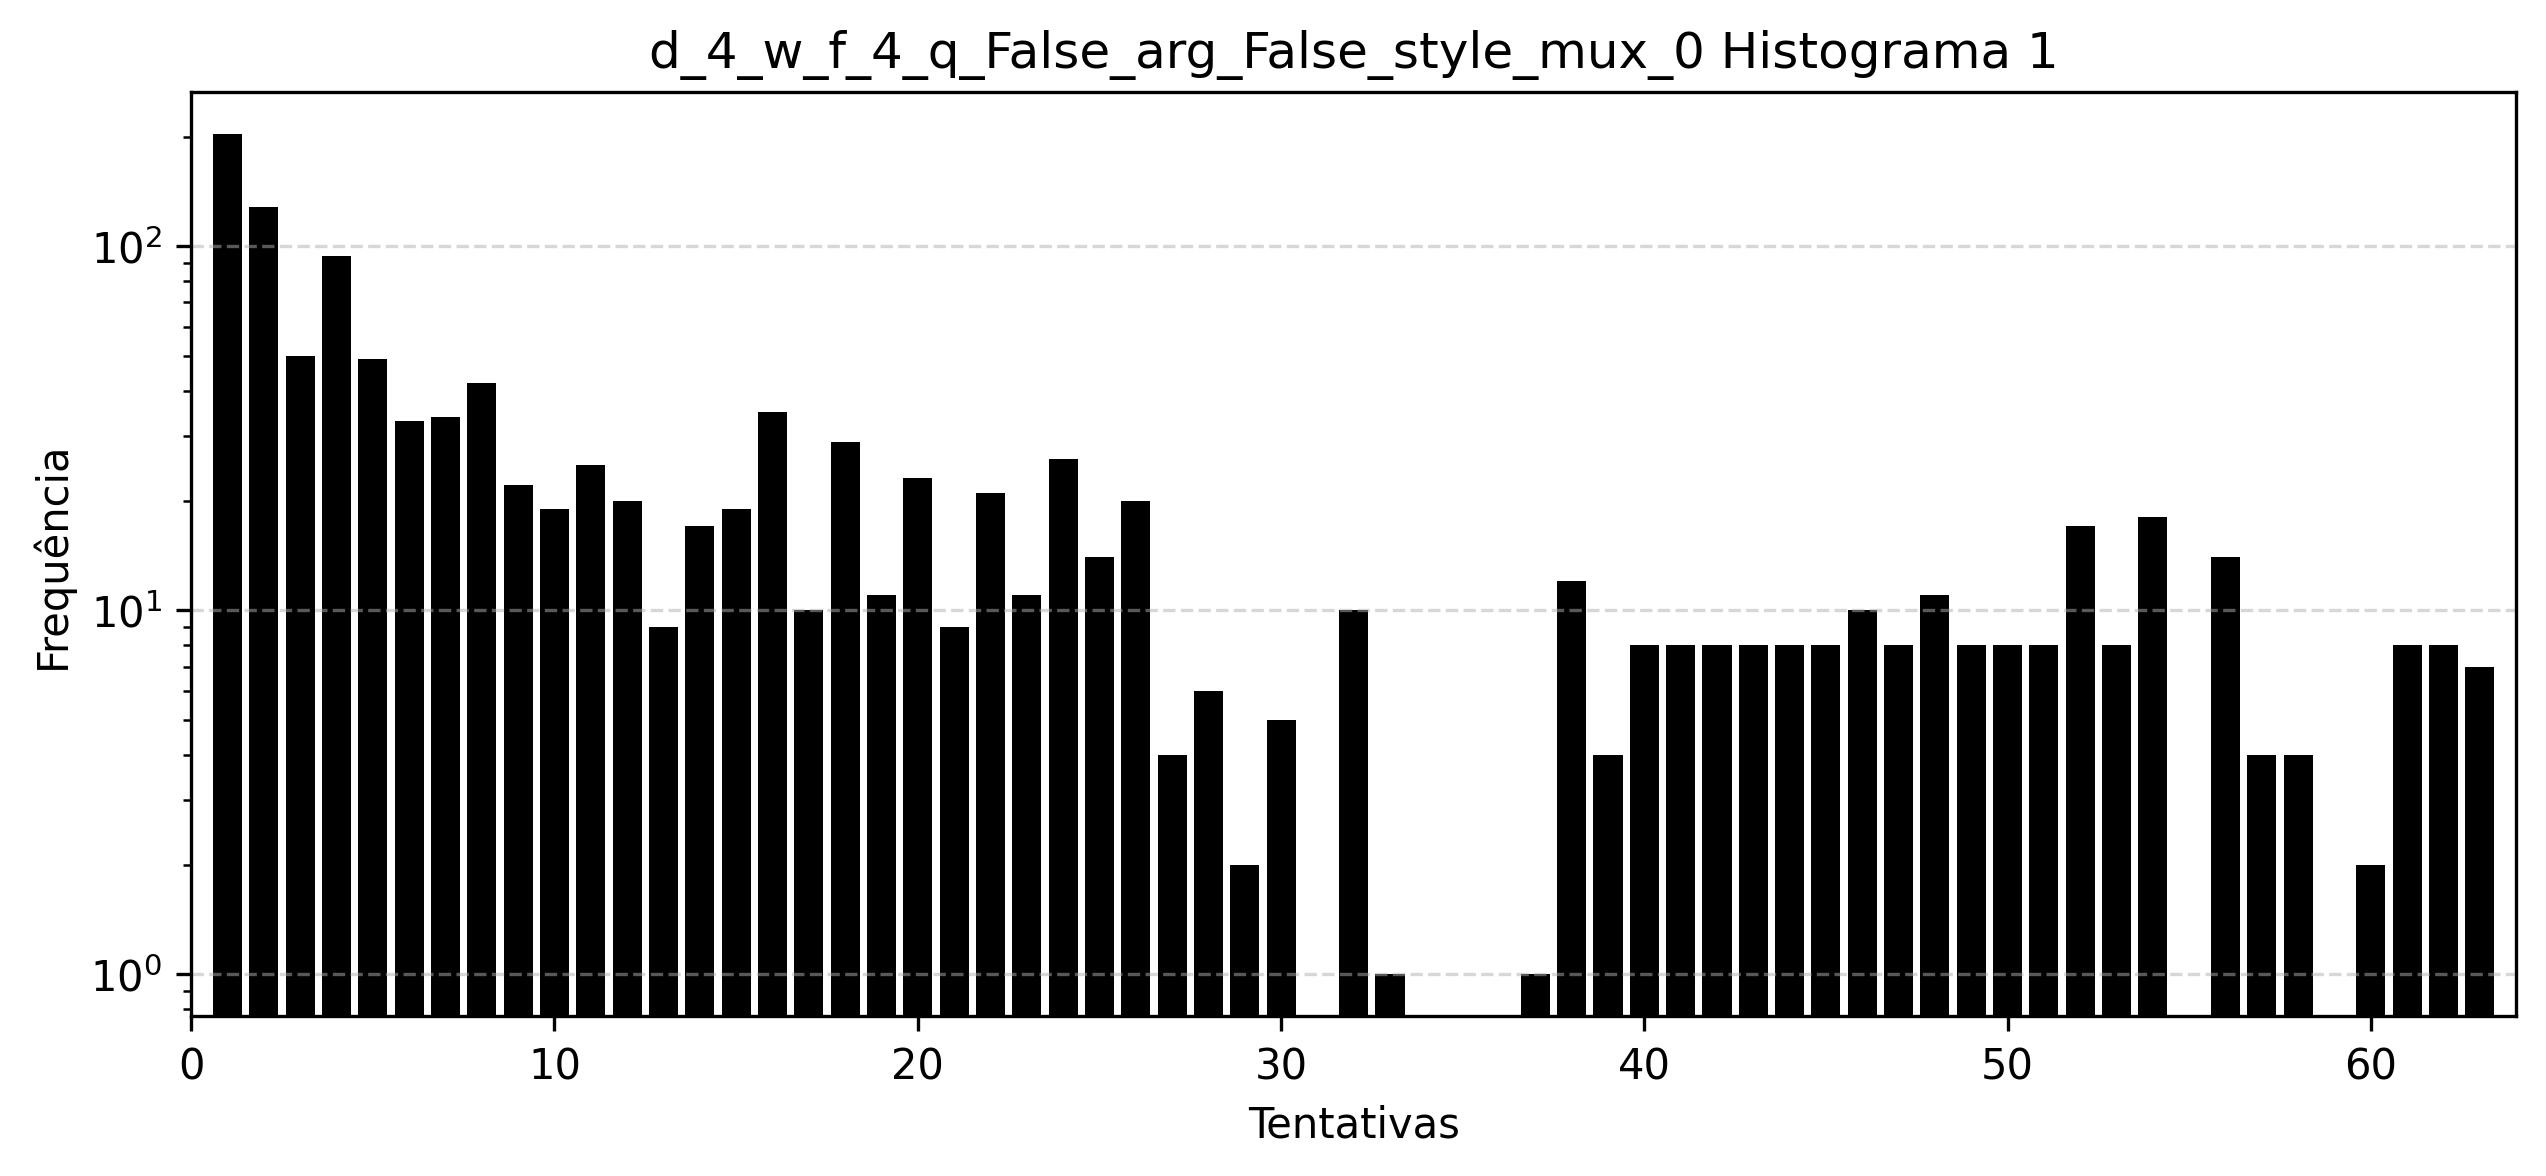 d_4_w_f_4_q_False_arg_False_style_mux_0 Histograma 1
Frequência
10²
10¹
10⁰
0 10 20 30 40 50 60
Tentativas